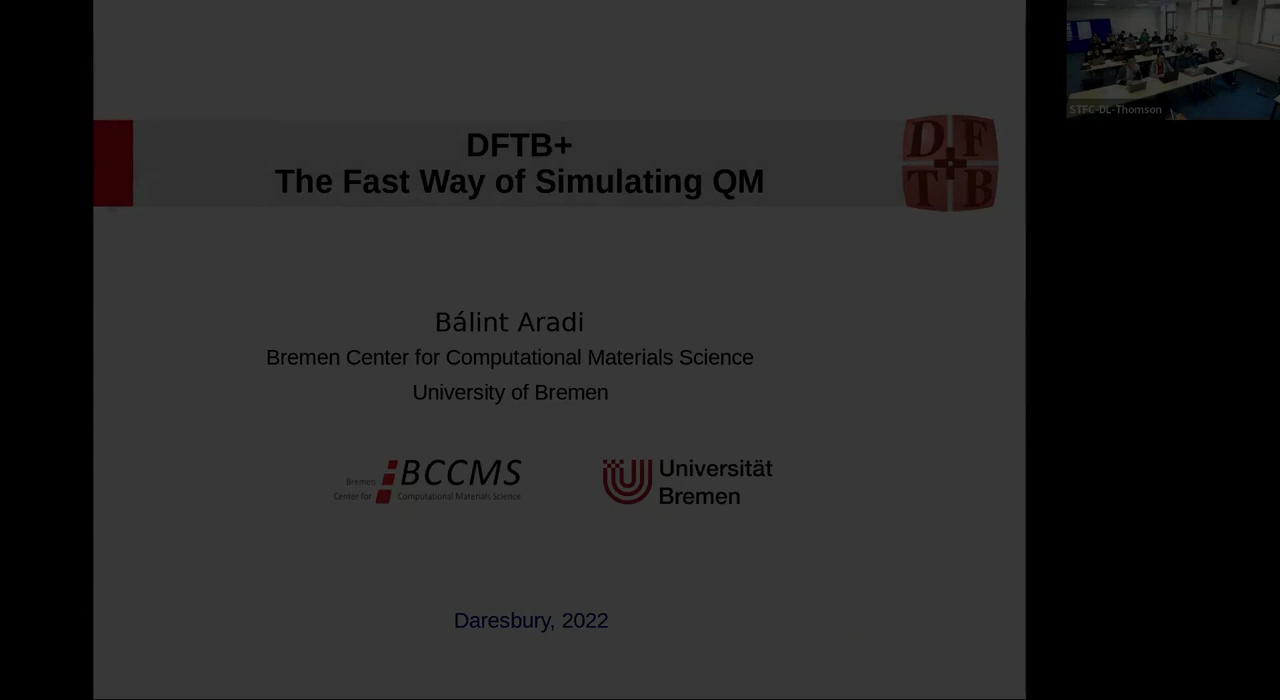 DFTB+
The Fast Way of Simulating QM
D F
T B
Bálint Aradi
Bremen Center for Computational Materials Science
University of Bremen
BCCMS
Bremen
Center for Computational Materials Science
Universität
Bremen
Daresbury, 2022
STFC-DL-Thomson